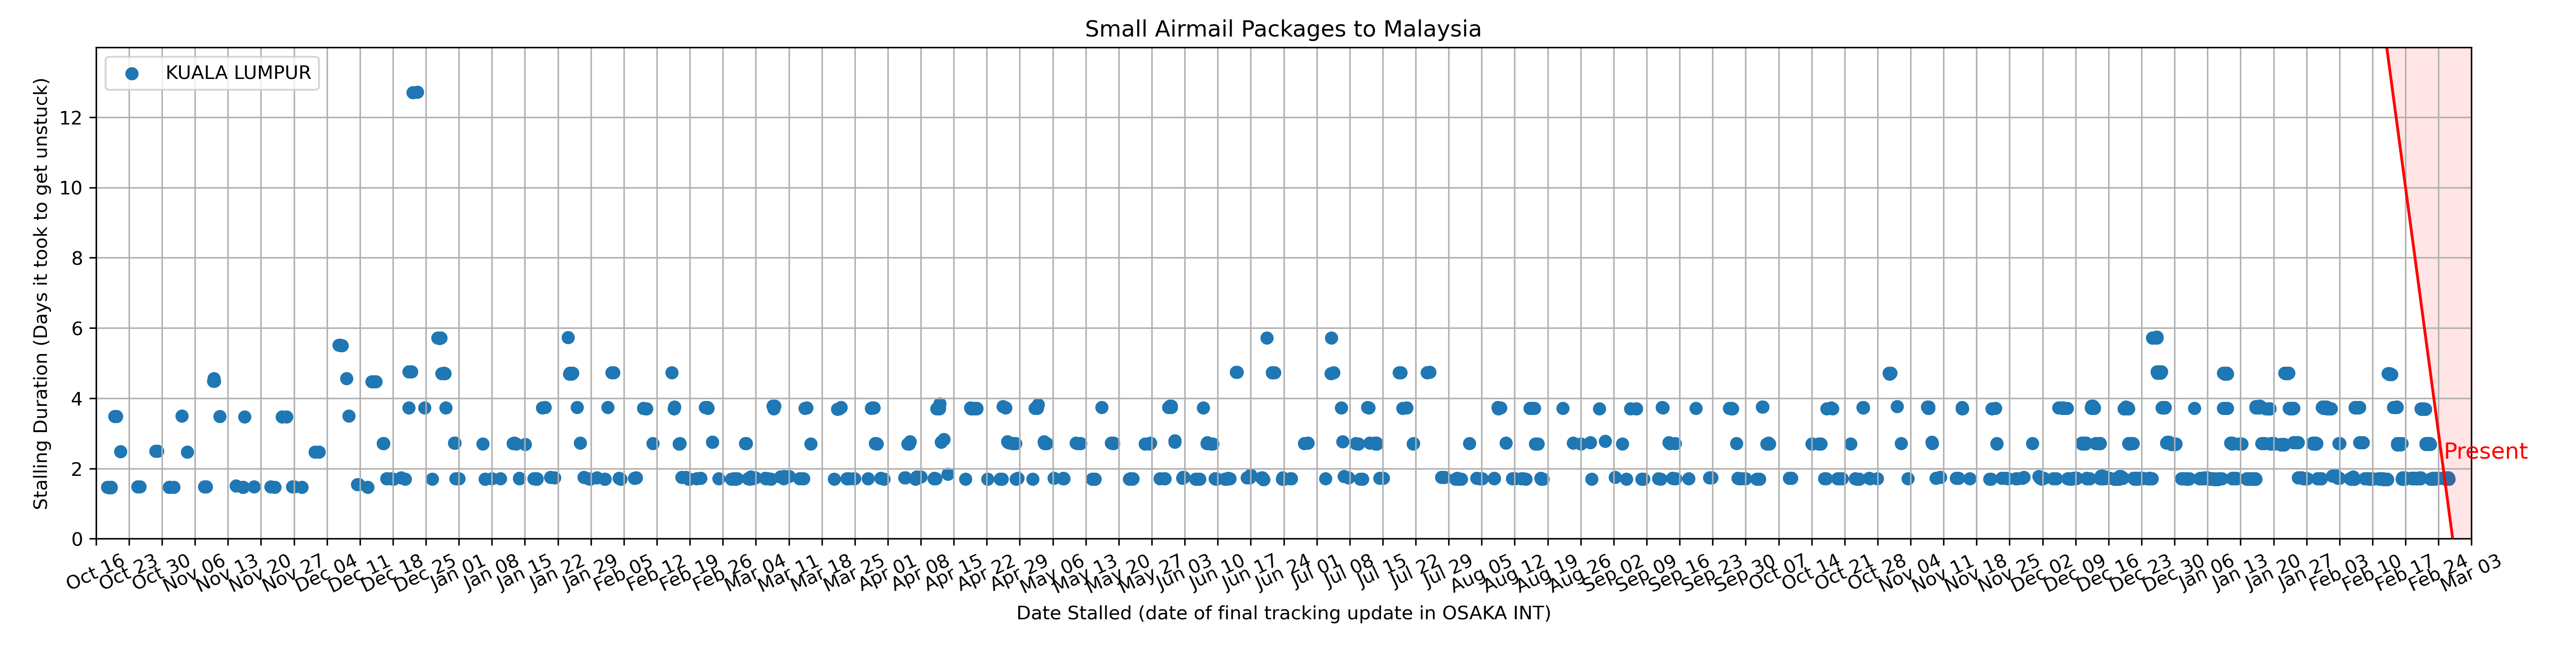 Small Airmail Packages to Malaysia
KUALA LUMPUR
Stalling Duration (Days it took to get unstuck)
12
10
8
6
4
2
0
Present
Oct 16 Oct 23 Oct 30 Nov 06 Nov 13 Nov 20 Nov 27 Dec 04 Dec 11 Dec 18 Dec 25 Jan 01 Jan 08 Jan 15 Jan 22 Jan 29 Feb 05 Feb 12 Feb 19 Feb 26 Mar 04 Mar 11 Mar 18 Mar 25 Apr 01 Apr 08 Apr 15 Apr 22 Apr 29 May 06 May 13 May 20 May 27 Jun 03 Jun 10 Jun 17 Jun 24 Jul 01 Jul 08 Jul 15 Jul 22 Jul 29 Aug 05 Aug 12 Aug 19 Aug 26 Sep 02 Sep 09 Sep 16 Sep 23 Sep 30 Oct 07 Oct 14 Oct 21 Oct 28 Nov 04 Nov 11 Nov 18 Nov 25 Dec 02 Dec 09 Dec 16 Dec 23 Dec 30 Jan 06 Jan 13 Jan 20 Jan 27 Feb 03 Feb 10 Feb 17 Feb 24 Mar 03
Date Stalled (date of final tracking update in OSAKA INT)